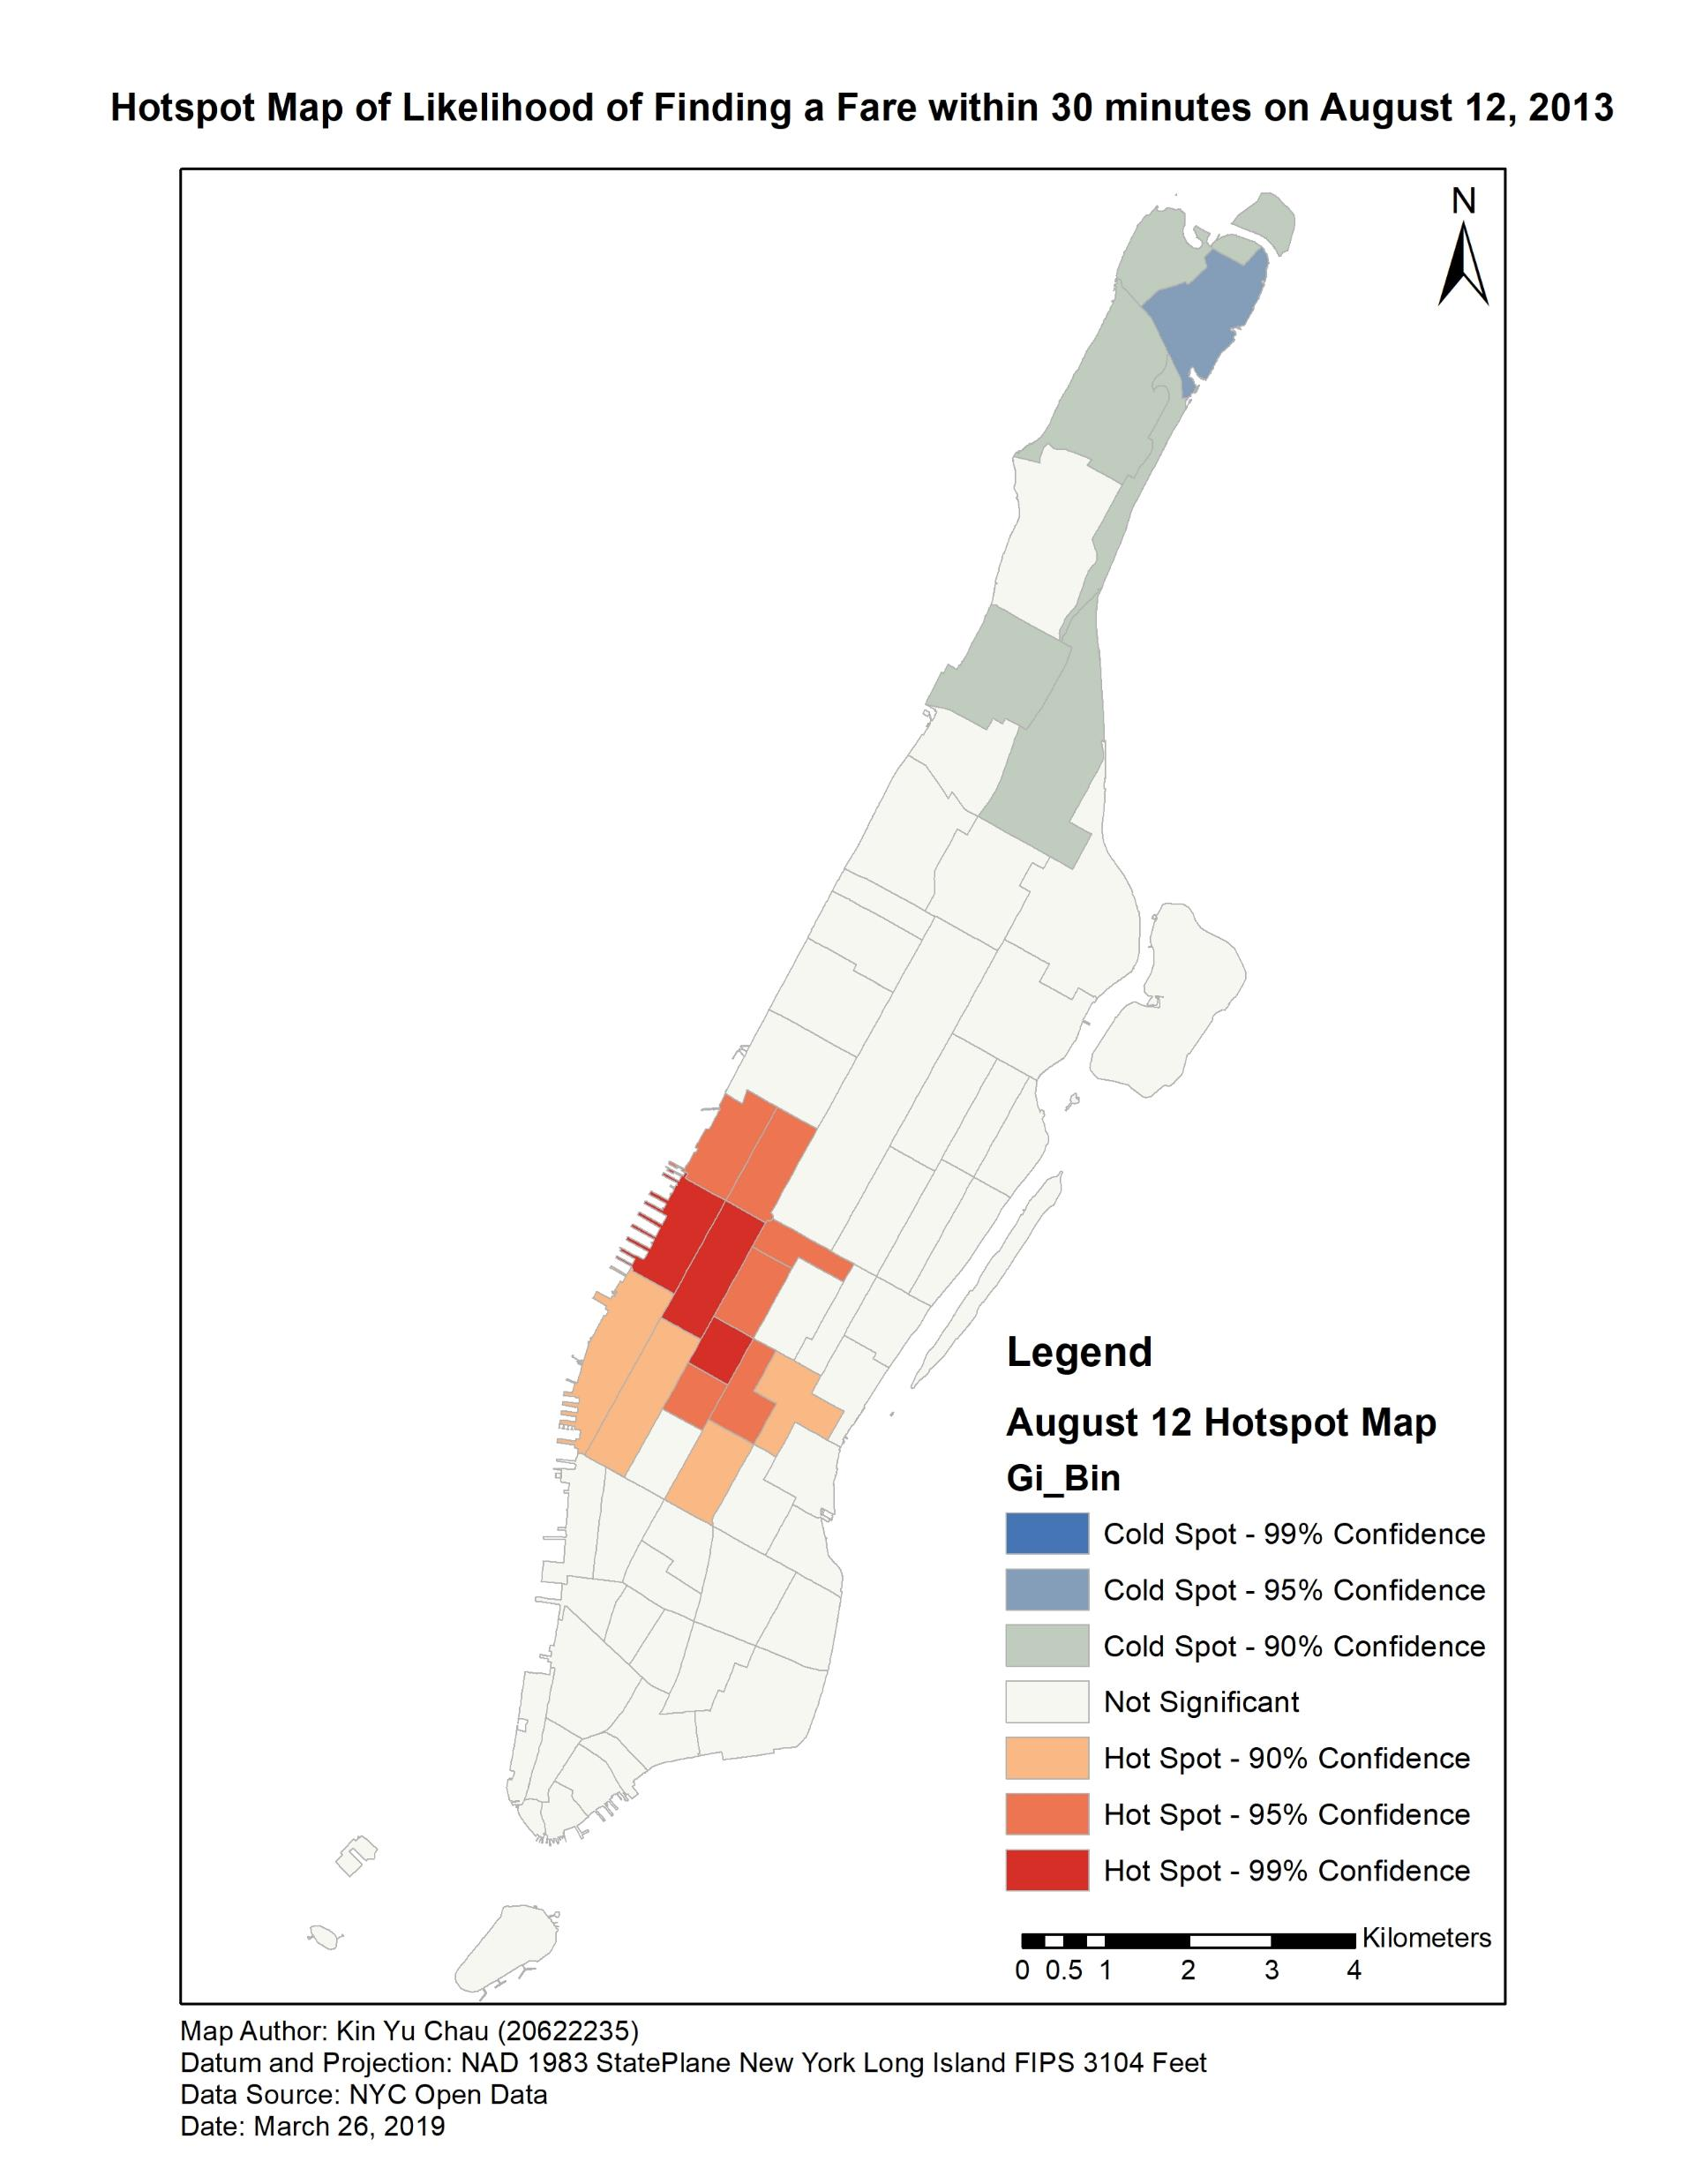 Hotspot Map of Likelihood of Finding a Fare within 30 minutes on August 12, 2013
N
Legend
August 12 Hotspot Map
Gi_Bin
Cold Spot - 99% Confidence
Cold Spot - 95% Confidence
Cold Spot - 90% Confidence
Not Significant
Hot Spot - 90% Confidence
Hot Spot - 95% Confidence
Hot Spot - 99% Confidence
Kilometers
0 0.5 1 2 3 4
Map Author: Kin Yu Chau (20622235)
Datum and Projection: NAD 1983 StatePlane New York Long Island FIPS 3104 Feet
Data Source: NYC Open Data
Date: March 26, 2019